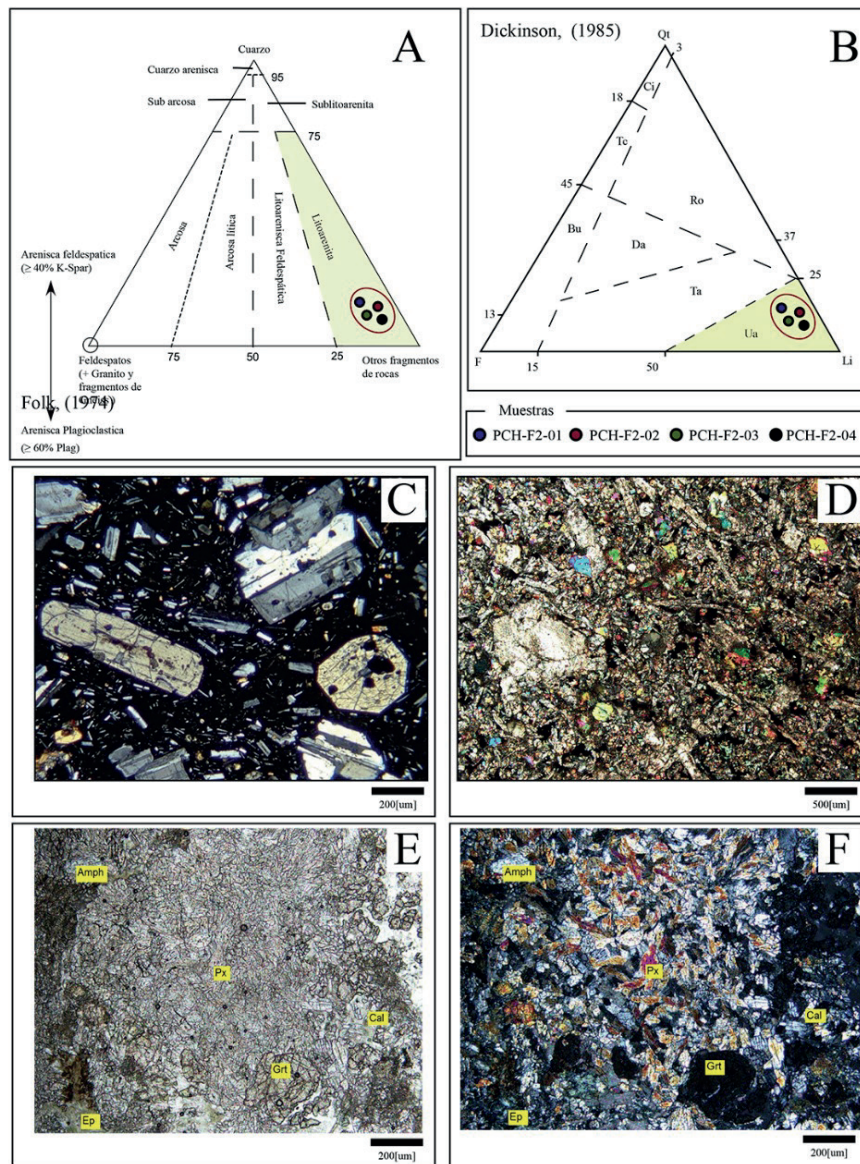 A
Cuarzo
Cuarzo arenisca
95
Sub arcosa
Sublitoarenita
75
Arcosa
Arcosa lítica
Litoarenisca Feldespática
Litoarenita
Arenisca feldespatica
(≥ 40% K-Spar)
75
50
25
Feldespatos
(+ Granito y
fragmentos de
Otros fragmentos
de rocas
Folk, (1974)
Arenisca Plagioclastica
(≥ 60% Plag)
Dickinson, (1985)
B
Qt
3
Ci
18
Tc
45
Ro
Bu
Da
37
25
Ta
13
Ua
F
15
50
Li
Muestras
PCH-F2-01
PCH-F2-02
PCH-F2-03
PCH-F2-04
C
200[um]
D
500[um]
E
Amph
Px
Cal
Grt
Ep
200[um]
F
Amph
Px
Cal
Grt
Ep
200[um]